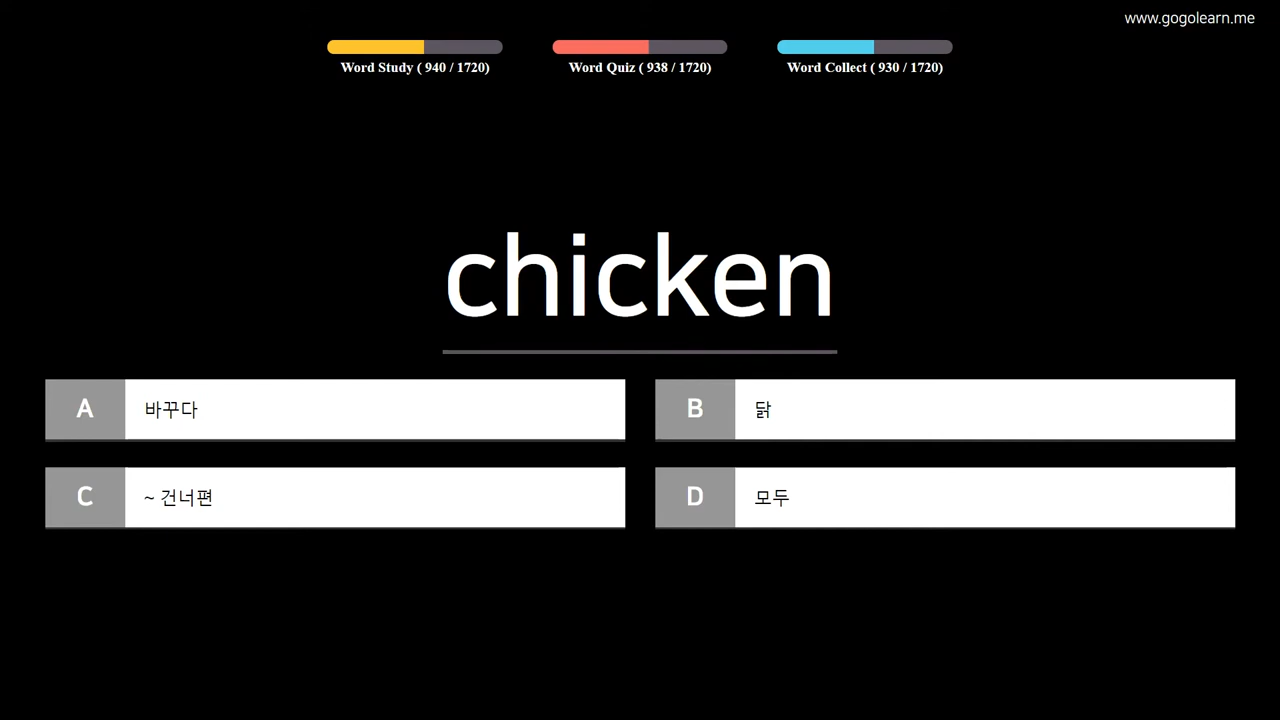 www.gogolearn.me
Word Study ( 940 / 1720)
Word Quiz ( 938 / 1720)
Word Collect ( 930 / 1720)
chicken
A 바꾸다
B 닭
C ~ 건너편
D 모두